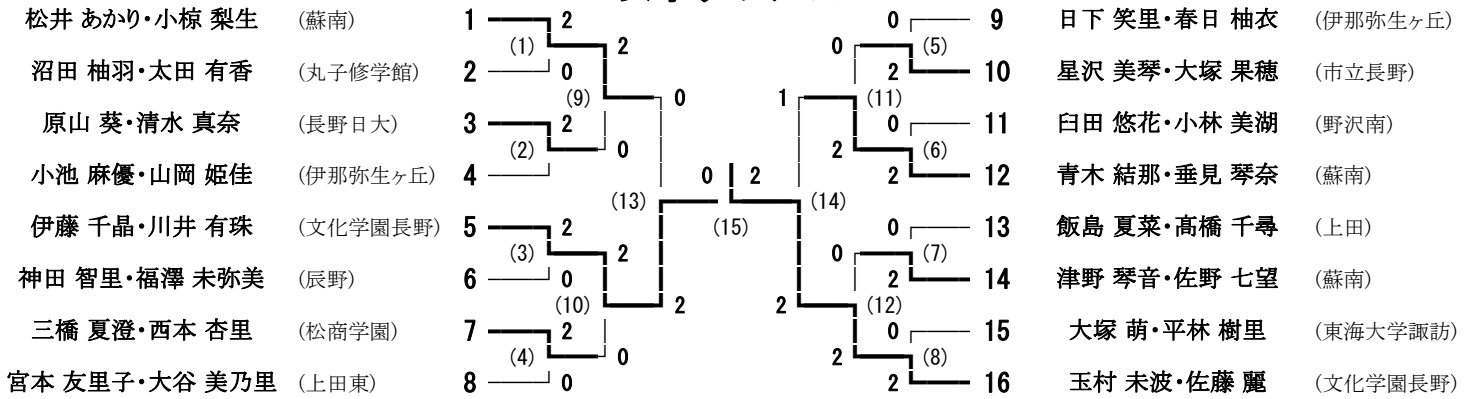 松井 あかり・小椋 梨生 (蘇南) 1 2
(1) 2
沼田 柚羽・太田 有香 (丸子修学館) 2 0
(9) 0
原山 葵・清水 真奈 (長野日大) 3 2
(2) 0
小池 麻優・山岡 姫佳 (伊那弥生ヶ丘) 4
(13) 0 2 (14)
(15)
伊藤 千晶・川井 有珠 (文化学園長野) 5 2
(3) 2
神田 智里・福澤 未弥美 (辰野) 6 0
(10) 2
三橋 夏澄・西本 杏里 (松商学園) 7 2
(4) 0
宮本 友里子・大谷 美乃里 (上田東) 8 0
0 9 日下 笑里・春日 柚衣 (伊那弥生ヶ丘)
0 (5)
2 10 星沢 美琴・大塚 果穂 (市立長野)
1 (11)
0 11 臼田 悠花・小林 美湖 (野沢南)
2 (6)
2 12 青木 結那・垂見 琴奈 (蘇南)
0 13 飯島 夏菜・髙橋 千尋 (上田)
0 (7)
2 14 津野 琴音・佐野 七望 (蘇南)
2 (12)
0 15 大塚 萌・平林 樹里 (東海大学諏訪)
2 (8)
2 16 玉村 未波・佐藤 麗 (文化学園長野)